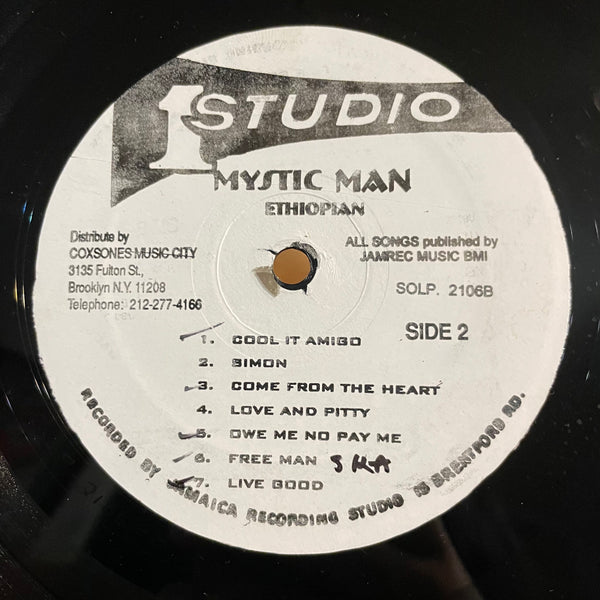 1 STUDIO
MYSTIC MAN
ETHIOPIAN
Distribute by
COXSONES MUSIC CITY
3135 Fulton St.,
Brooklyn N.Y. 11208
Telephone: 212-277-4166
ALL SONGS published by
JAMREC MUSIC BMI
SOLP. 2106B
SIDE 2
1. COOL IT AMIGO
2. SIMON
3. COME FROM THE HEART
4. LOVE AND PITTY
5. OWE ME NO PAY ME
6. FREE MAN SKA
7. LIVE GOOD
RECORDED BY JAMAICA RECORDING STUDIO 13 BRENTFORD RD.